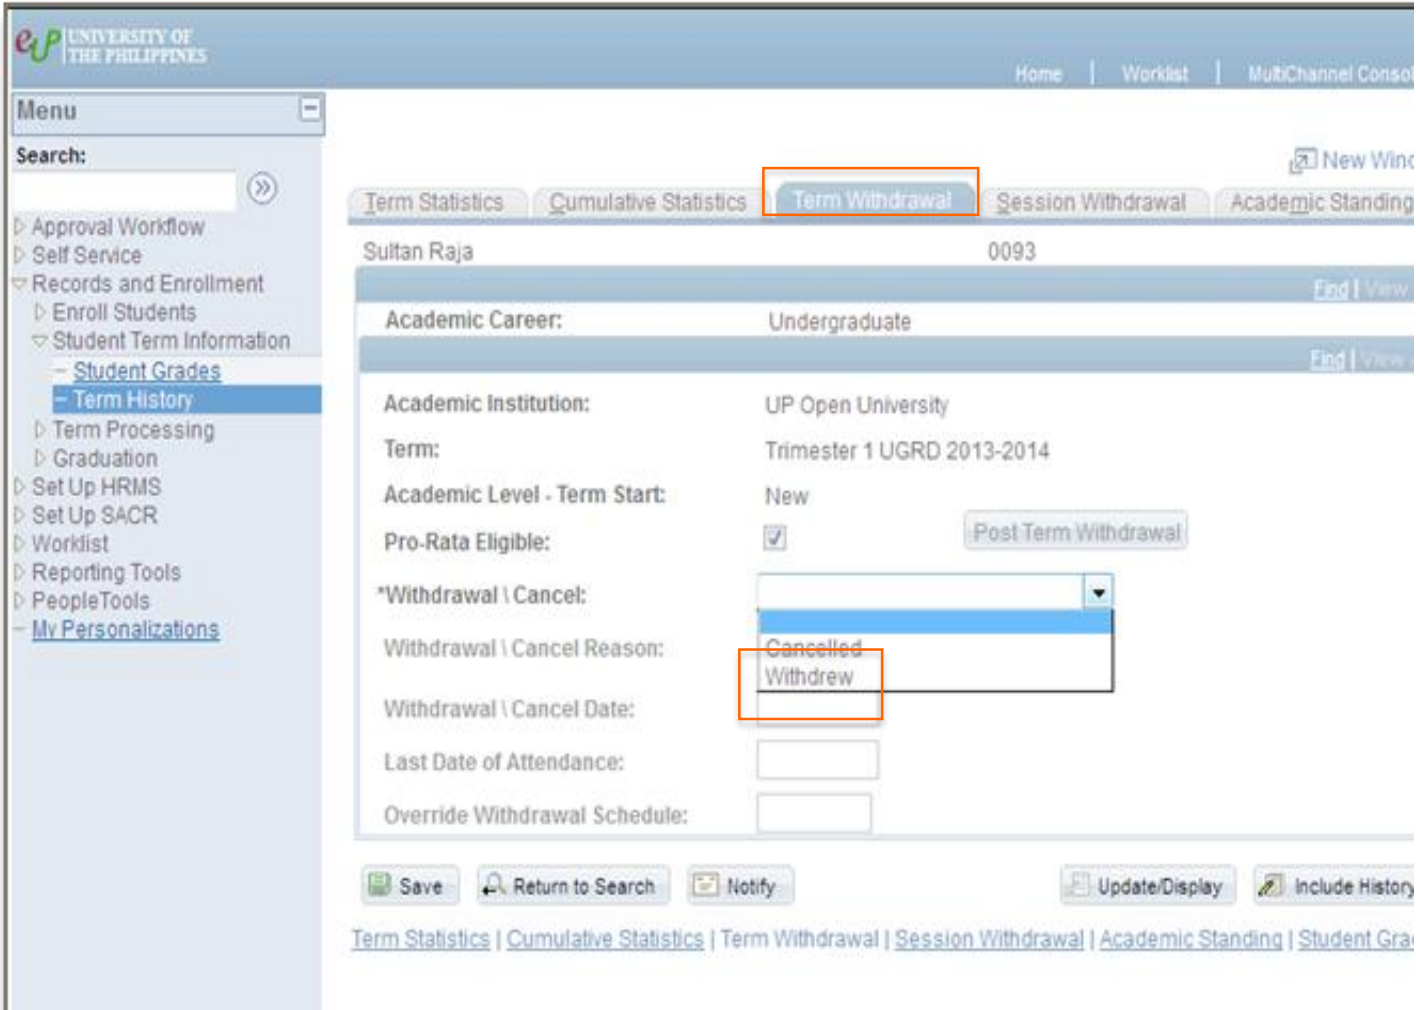 eUP UNIVERSITY OF
THE PHILIPPINES
Home | Worklist | MultiChannel Consol
Menu
Search:
New Wind
Term Statistics Cumulative Statistics Term Withdrawal Session Withdrawal Academic Standing
Approval Workflow
Self Service
Records and Enrollment
Enroll Students
Student Term Information
Student Grades
Term History
Term Processing
Graduation
Set Up HRMS
Set Up SACR
Worklist
Reporting Tools
PeopleTools
My Personalizations
Sultan Raja 0093
Find | View
Academic Career: Undergraduate
Find | View
Academic Institution: UP Open University
Term: Trimester 1 UGRD 2013-2014
Academic Level - Term Start: New
Pro-Rata Eligible: Post Term Withdrawal
*Withdrawal \ Cancel:
Withdrawal \ Cancel Reason: Cancelled
Withdrew
Withdrawal \ Cancel Date:
Last Date of Attendance:
Override Withdrawal Schedule:
Save Return to Search Notify Update/Display Include History
Term Statistics | Cumulative Statistics | Term Withdrawal | Session Withdrawal | Academic Standing | Student Gra